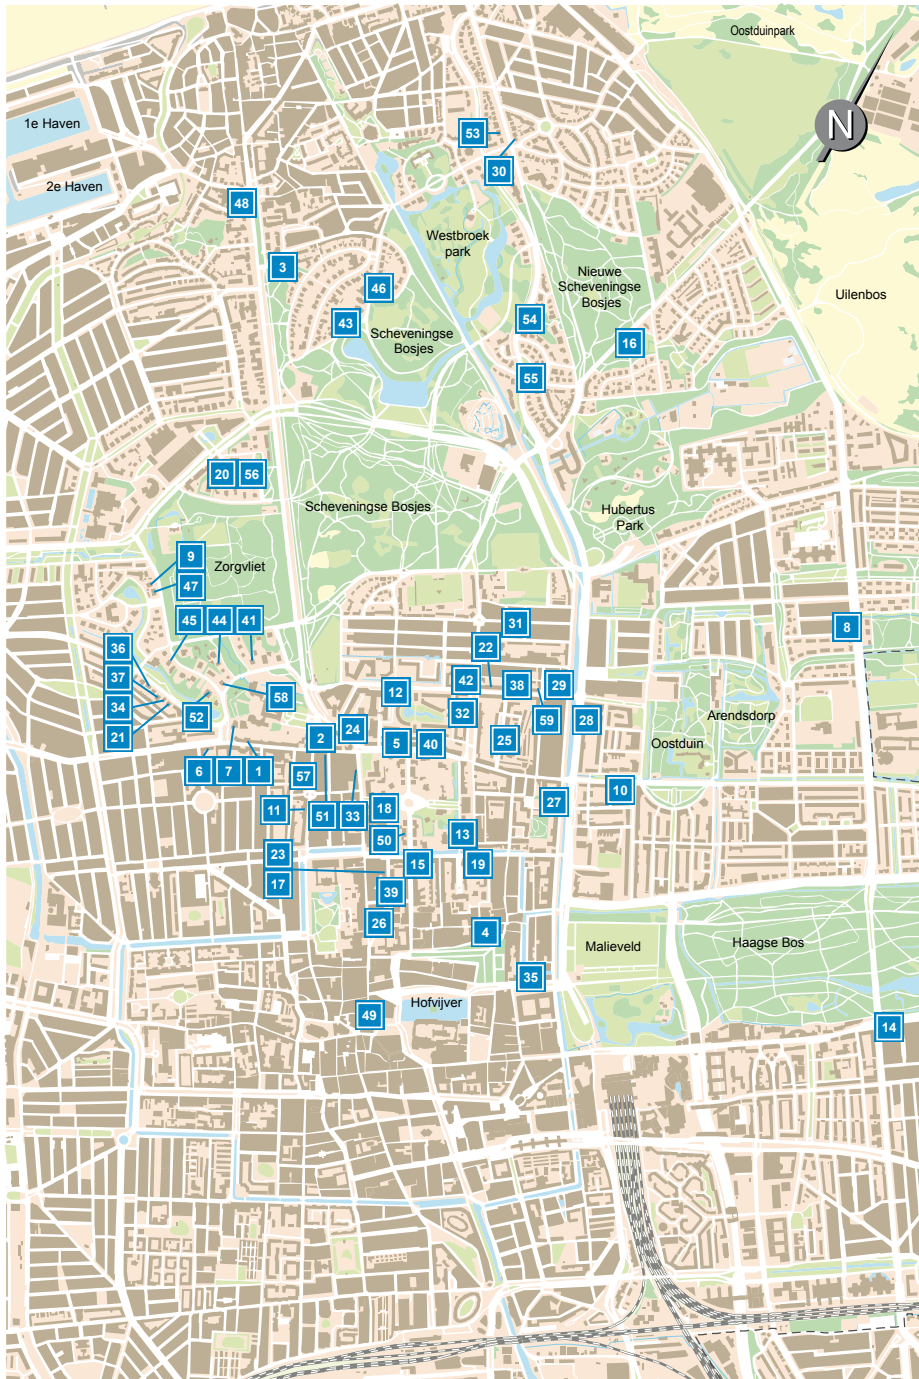 Oostduinpark
1e Haven
N
53
30
2e Haven
48
Westbroek
park
3
Nieuwe
Scheveningse
Bosjes
46
Uilenbos
43
54
Scheveningse
Bosjes
16
55
20
56
Scheveningse Bosjes
Hubertus
Park
9
Zorgvliet
47
45
44
41
31
8
36
22
37
42
38
29
58
12
34
32
59
28
52
Arendsdorp
21
2
24
5
40
25
Oostduin
6
7
1
57
10
27
11
51
33
18
50
13
23
15
19
17
39
26
4
Malieveld
Haagse Bos
35
Hofvijver
49
14